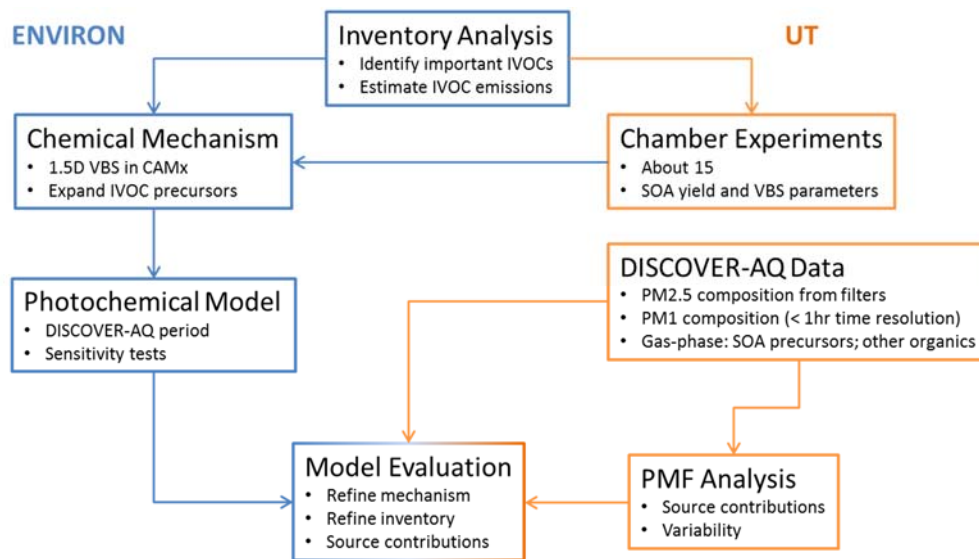 ENVIRON
UT
Inventory Analysis
• Identify important IVOCs
• Estimate IVOC emissions
Chemical Mechanism
• 1.5D VBS in CAMx
• Expand IVOC precursors
Chamber Experiments
• About 15
• SOA yield and VBS parameters
Photochemical Model
• DISCOVER-AQ period
• Sensitivity tests
DISCOVER-AQ Data
• PM2.5 composition from filters
• PM1 composition (< 1hr time resolution)
• Gas-phase: SOA precursors; other organics
Model Evaluation
• Refine mechanism
• Refine inventory
• Source contributions
PMF Analysis
• Source contributions
• Variability